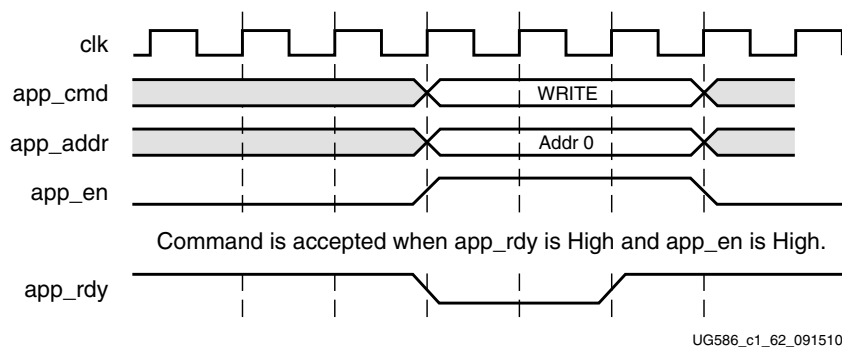 clk
app_cmd WRITE
app_addr Addr 0
app_en
Command is accepted when app_rdy is High and app_en is High.
app_rdy
UG586_c1_62_091510